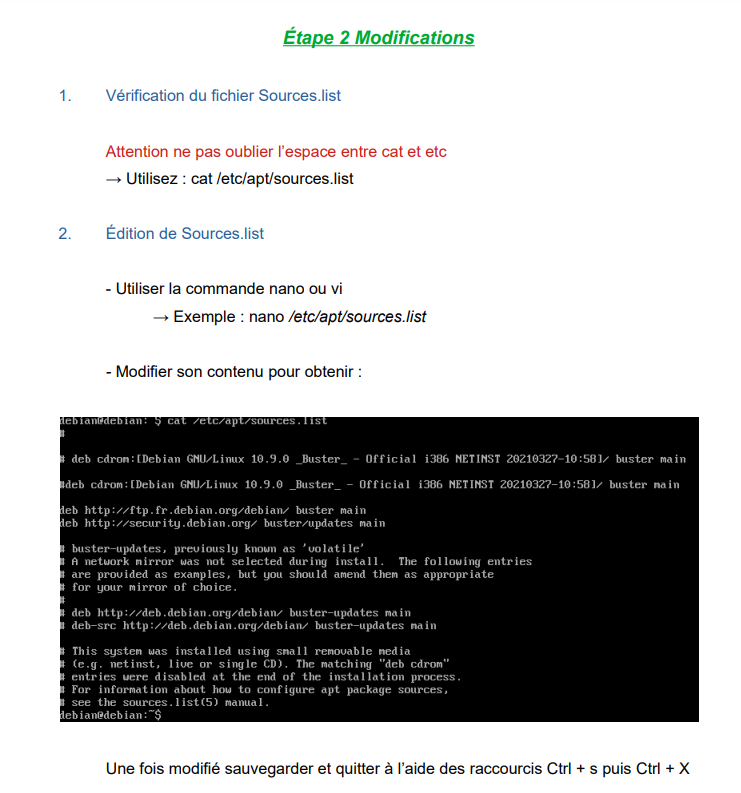 Étape 2 Modifications
1. Vérification du fichier Sources.list
Attention ne pas oublier l’espace entre cat et etc
→ Utilisez : cat /etc/apt/sources.list
2. Édition de Sources.list
- Utiliser la commande nano ou vi
→ Exemple : nano /etc/apt/sources.list
- Modifier son contenu pour obtenir :
debian@debian: $ cat /etc/apt/sources.list
#
# deb cdrom:[Debian GNU/Linux 10.9.0 _Buster_ - Official i386 NETINST 20210327-10:58]/ buster main
#deb cdrom:[Debian GNU/Linux 10.9.0 _Buster_ - Official i386 NETINST 20210327-10:58]/ buster main
deb http://ftp.fr.debian.org/debian/ buster main
deb http://security.debian.org/ buster/updates main
# buster-updates, previously known as 'volatile'
# A network mirror was not selected during install.  The following entries
# are provided as examples, but you should amend them as appropriate
# for your mirror of choice.
#
# deb http://deb.debian.org/debian/ buster-updates main
# deb-src http://deb.debian.org/debian/ buster-updates main
# This system was installed using small removable media
# (e.g. netinst, live or single CD). The matching "deb cdrom"
# entries were disabled at the end of the installation process.
# For information about how to configure apt package sources,
# see the sources.list(5) manual.
debian@debian:~$
Une fois modifié sauvegarder et quitter à l’aide des raccourcis Ctrl + s puis Ctrl + X